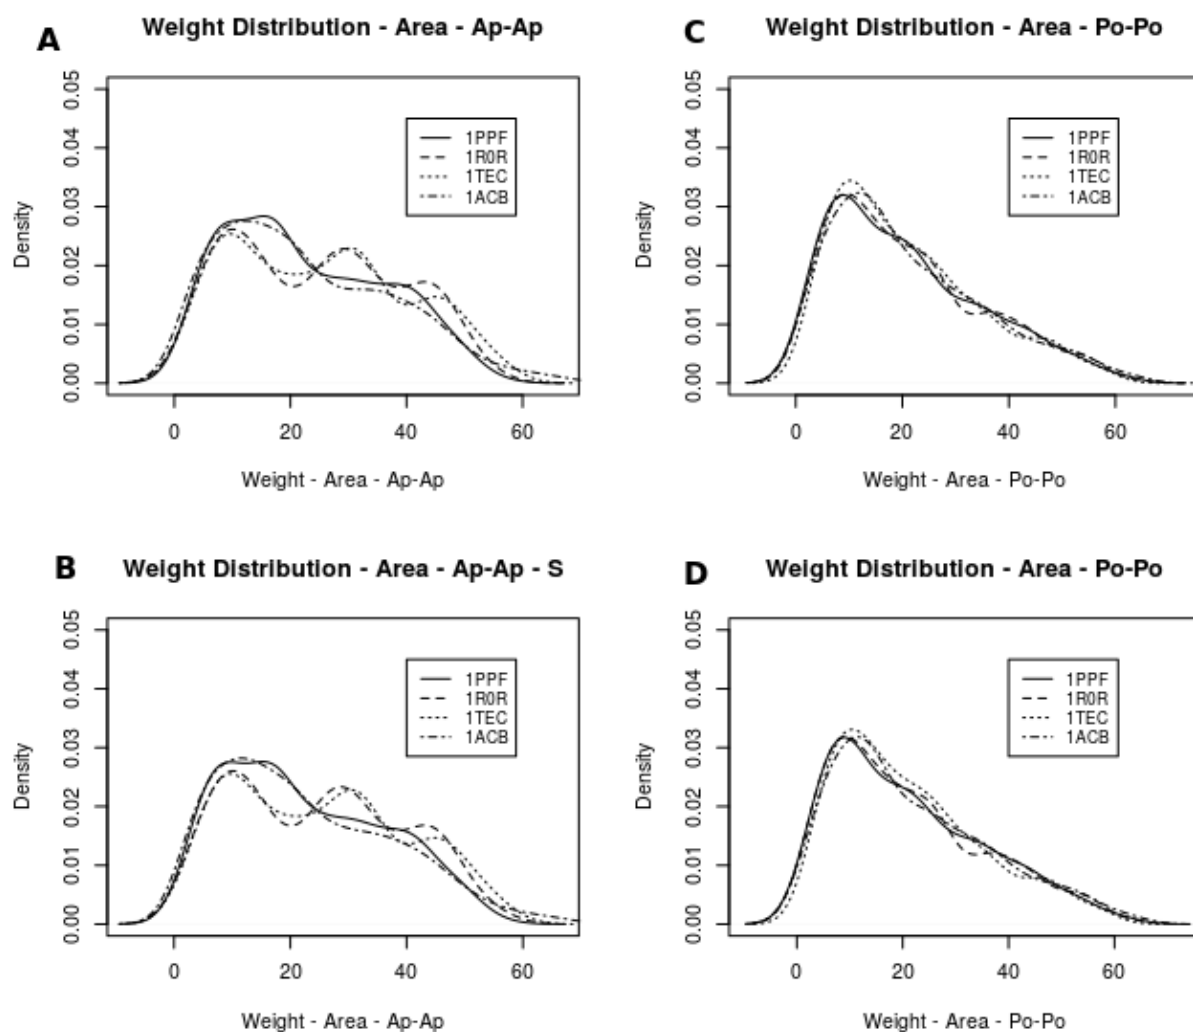 A
Weight Distribution - Area - Ap-Ap
Density
0.05
0.04
0.03
0.02
0.01
0.00
1PPF
1R0R
1TEC
1ACB
0 20 40 60
Weight - Area - Ap-Ap
C
Weight Distribution - Area - Po-Po
Density
0.05
0.04
0.03
0.02
0.01
0.00
1PPF
1R0R
1TEC
1ACB
0 20 40 60
Weight - Area - Po-Po
B
Weight Distribution - Area - Ap-Ap - S
Density
0.05
0.04
0.03
0.02
0.01
0.00
1PPF
1R0R
1TEC
1ACB
0 20 40 60
Weight - Area - Ap-Ap
D
Weight Distribution - Area - Po-Po
Density
0.05
0.04
0.03
0.02
0.01
0.00
1PPF
1R0R
1TEC
1ACB
0 20 40 60
Weight - Area - Po-Po